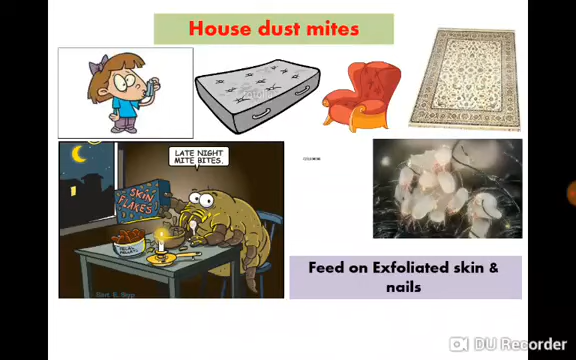 House dust mites
LATE NIGHT
MITE BITES.
SKIN
FLAKES
Feed on Exfoliated skin &
nails
DU Recorder